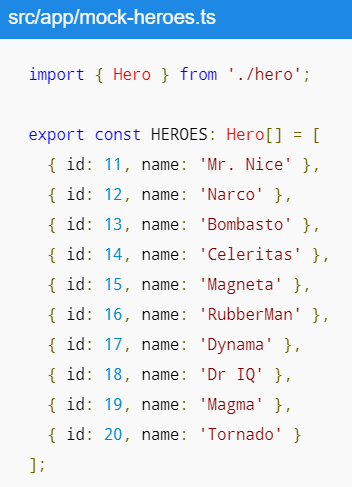 src/app/mock-heroes.ts
import { Hero } from './hero';
export const HEROES: Hero[] = [
  { id: 11, name: 'Mr. Nice' },
  { id: 12, name: 'Narco' },
  { id: 13, name: 'Bombasto' },
  { id: 14, name: 'Celeritas' },
  { id: 15, name: 'Magneta' },
  { id: 16, name: 'RubberMan' },
  { id: 17, name: 'Dynama' },
  { id: 18, name: 'Dr IQ' },
  { id: 19, name: 'Magma' },
  { id: 20, name: 'Tornado' }
];